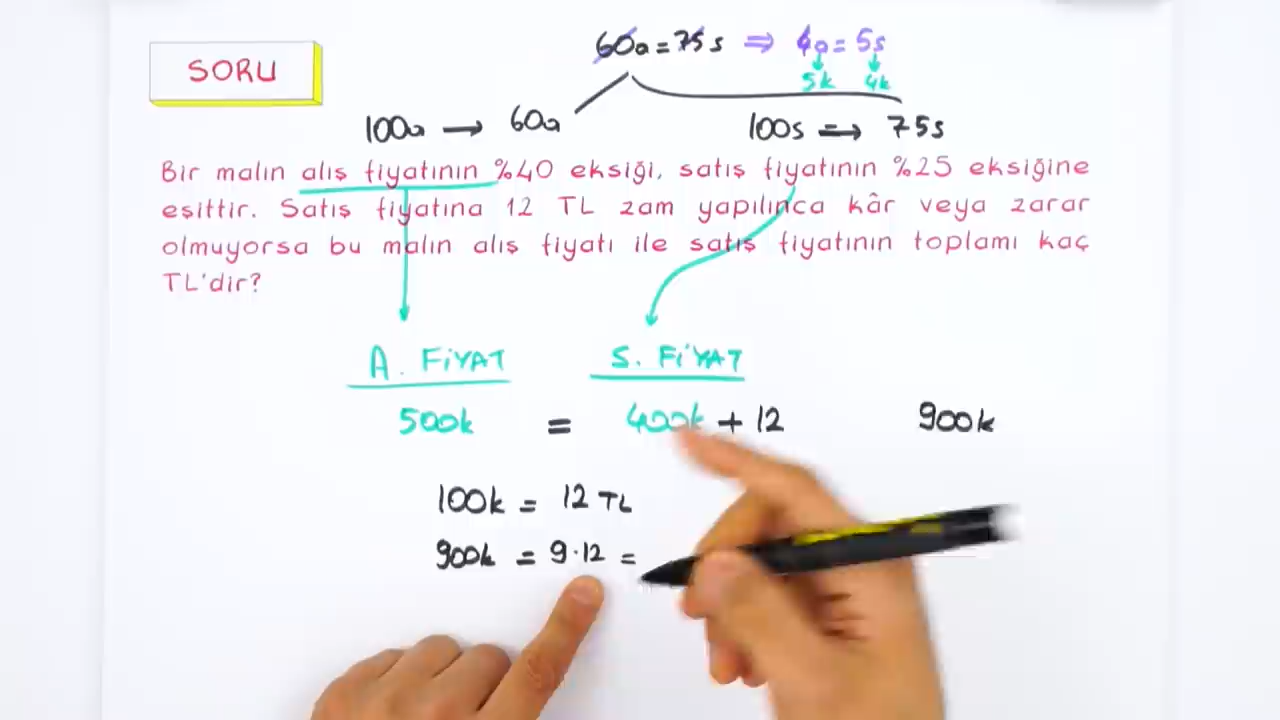 60a = 75s ⇒ 4a = 5s
5k 4k
SORU
100a → 60a
100s ⇒ 75s
Bir malın alış fiyatının %40 eksiği, satış fiyatının %25 eksiğine
eşittir. Satış fiyatına 12 TL zam yapılınca kâr veya zarar
olmuyorsa bu malın alış fiyatı ile satış fiyatının toplamı kaç
TL'dir?
A. FİYAT S. FİYAT
500k = 400k + 12 900k
100k = 12 TL
900k = 9·12 =